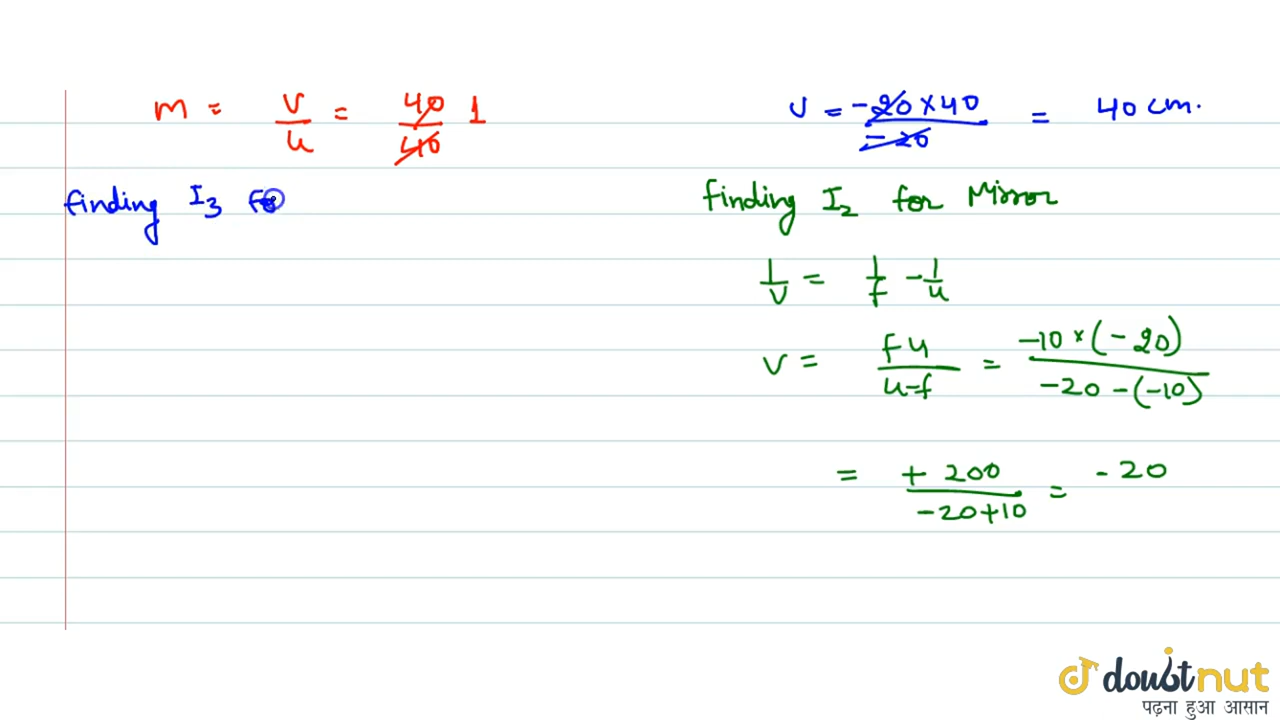 m = v/u = 40/40 1
Finding I3 For
v = -20×40/-20 = 40 cm.
Finding I2 for Mirror
1/v = 1/f - 1/u
v = fu/u-f = -10×(-20)/-20-(-10)
= +200/-20+10 = -20
doubtnut
पढ़ना हुआ आसान